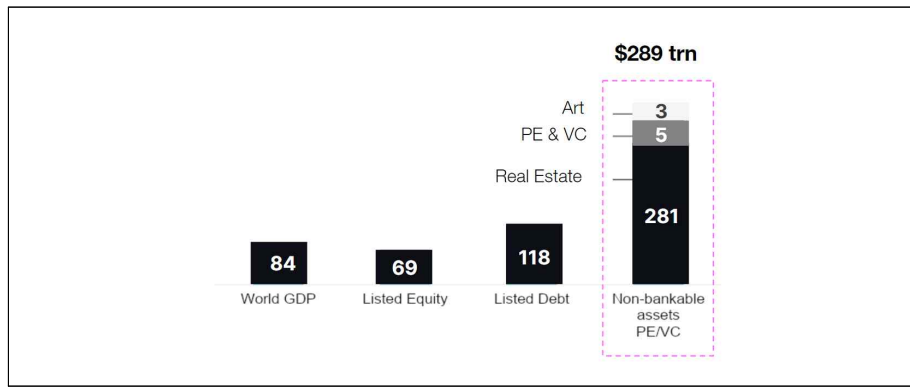 $289 trn
Art
3
PE & VC
5
Real Estate
281
84
69
118
World GDP
Listed Equity
Listed Debt
Non-bankable
assets
PE/VC